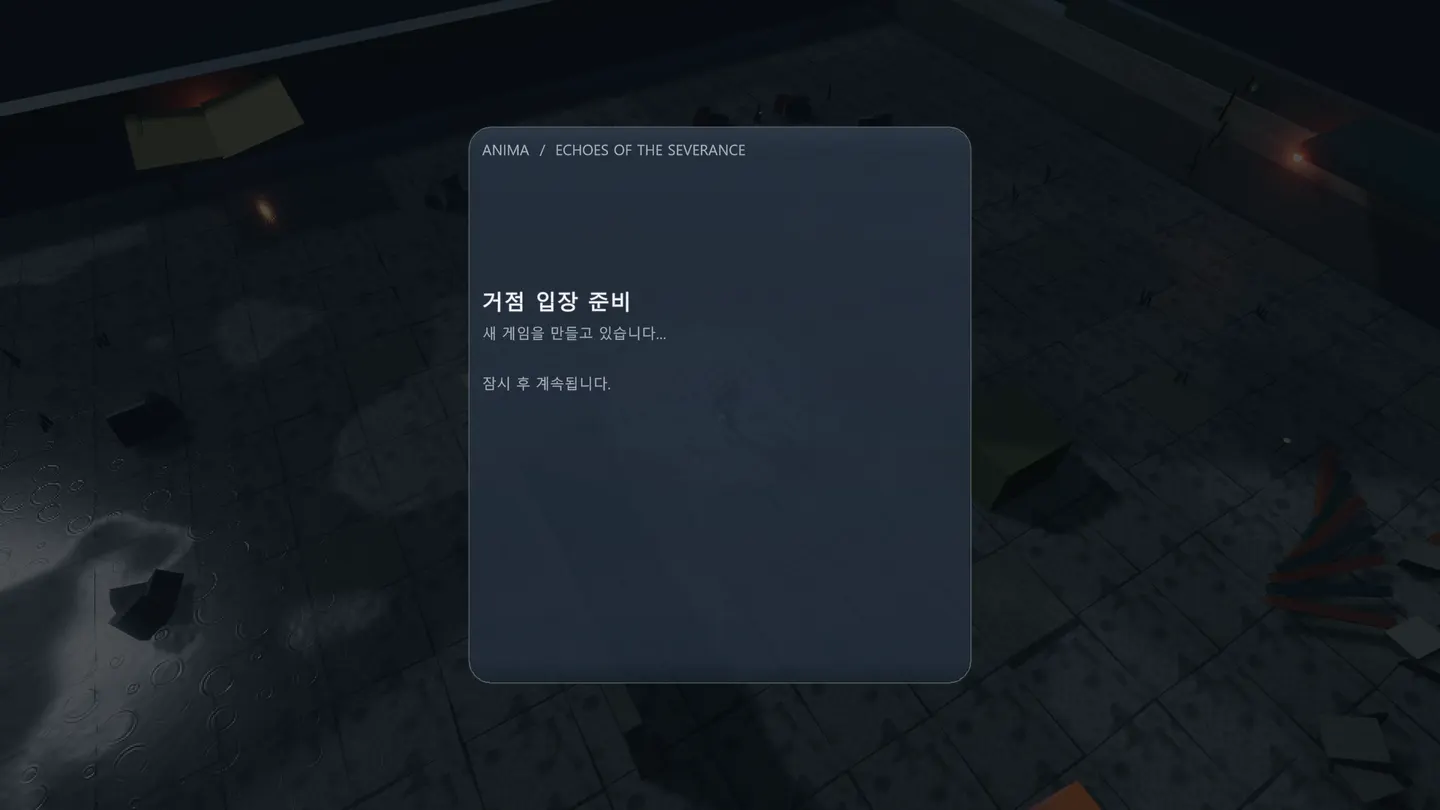 ANIMA / ECHOES OF THE SEVERANCE
거점 입장 준비
새 게임을 만들고 있습니다...
잠시 후 계속됩니다.